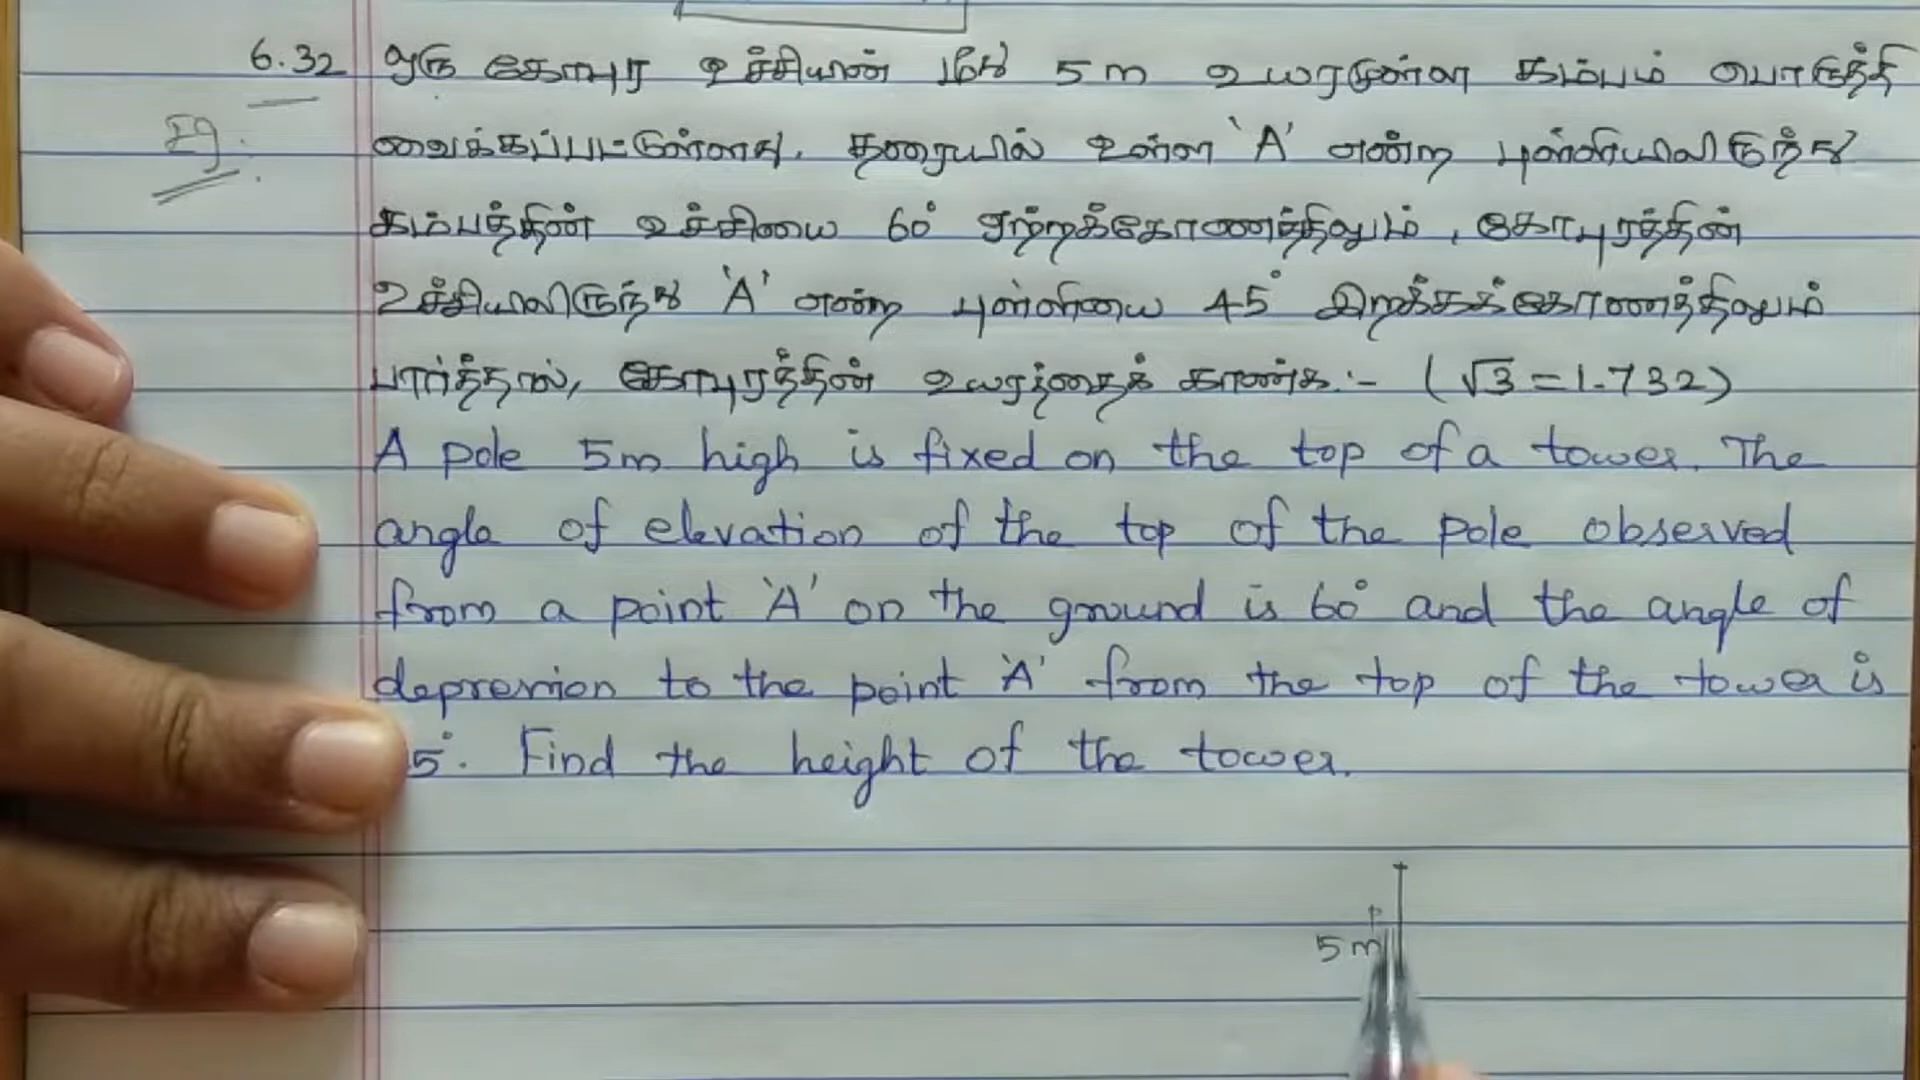 6.32 ஒரு கோபுர உச்சியின் மீது 5 m உயரமுள்ள கம்பம் பொருத்தி
Eg. வைக்கப்பட்டுள்ளது. தரையில் உள்ள 'A' என்ற புள்ளியிலிருந்து
கம்பத்தின் உச்சியை 60° ஏற்றக்கோணத்திலும், கோபுரத்தின்
உச்சியிலிருந்து 'A' என்ற புள்ளியை 45° இறக்கக்கோணத்திலும்
பார்த்தால், கோபுரத்தின் உயரத்தைக் காண்க:- (√3 = 1.732)
A pole 5m high is fixed on the top of a tower. The
angle of elevation of the top of the pole observed
from a point 'A' on the ground is 60° and the angle of
depression to the point 'A' from the top of the tower is
5°. Find the height of the tower.
5 m